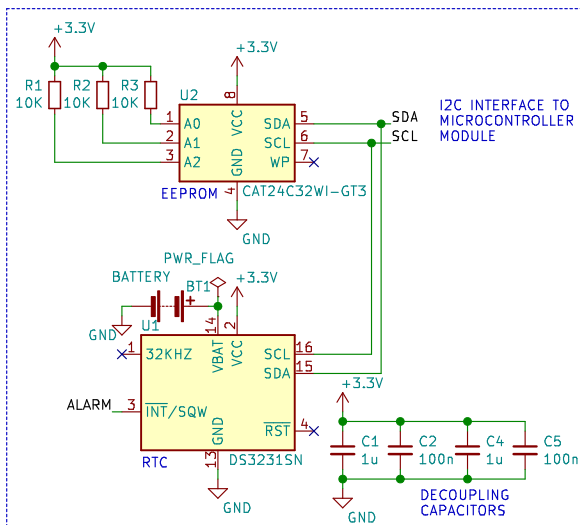 +3.3V
+3.3V
R1 R2 R3
10K 10K 10K
U2
8
1 A0 VCC SDA 5
2 A1 SCL 6
3 A2 GND WP 7
4
EEPROM CAT24C32WI-GT3
GND
SDA
SCL
I2C INTERFACE TO
MICROCONTROLLER
MODULE
PWR_FLAG
BATTERY
BT1
+
+3.3V
GND
U1
14 2
1 32KHZ VBAT VCC SCL 16
SDA 15
ALARM 3 INT/SQW
GND RST 4
13
RTC DS3231SN
GND
+3.3V
C1 C2 C4 C5
1u 100n 1u 100n
GND
DECOUPLING
CAPACITORS